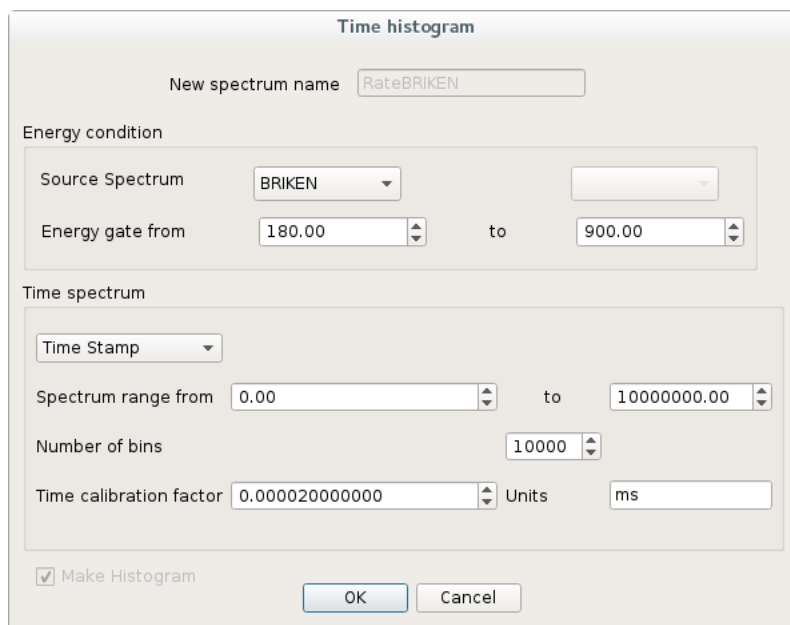 Time histogram
New spectrum name RateBRIKEN
Energy condition
Source Spectrum BRIKEN
Energy gate from 180.00 to 900.00
Time spectrum
Time Stamp
Spectrum range from 0.00 to 10000000.00
Number of bins 10000
Time calibration factor 0.000020000000 Units ms
Make Histogram
OK Cancel